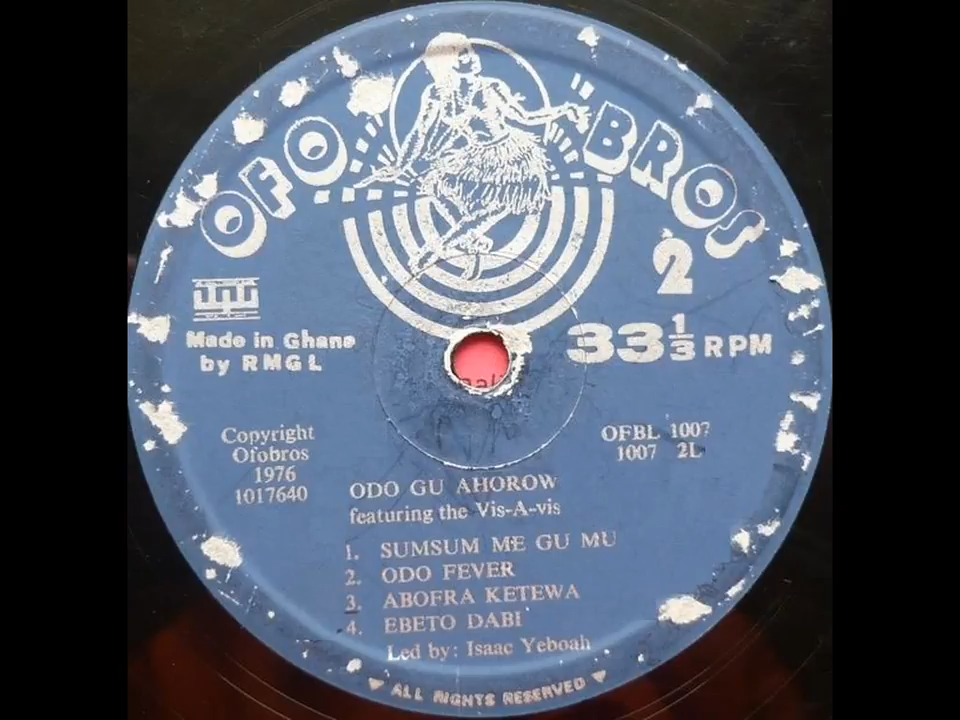 OFO BROS
2
33 1/3 RPM
Made in Ghana
by RMGL
Copyright
Ofobros
1976
1017640
OFBL 1007
1007 2L
ODO GU AHOROW
featuring the Vis-A-vis
1. SUMSUM ME GU MU
2. ODO FEVER
3. ABOFRA KETEWA
4. EBETO DABI
Led by: Isaac Yeboah
ALL RIGHTS RESERVED